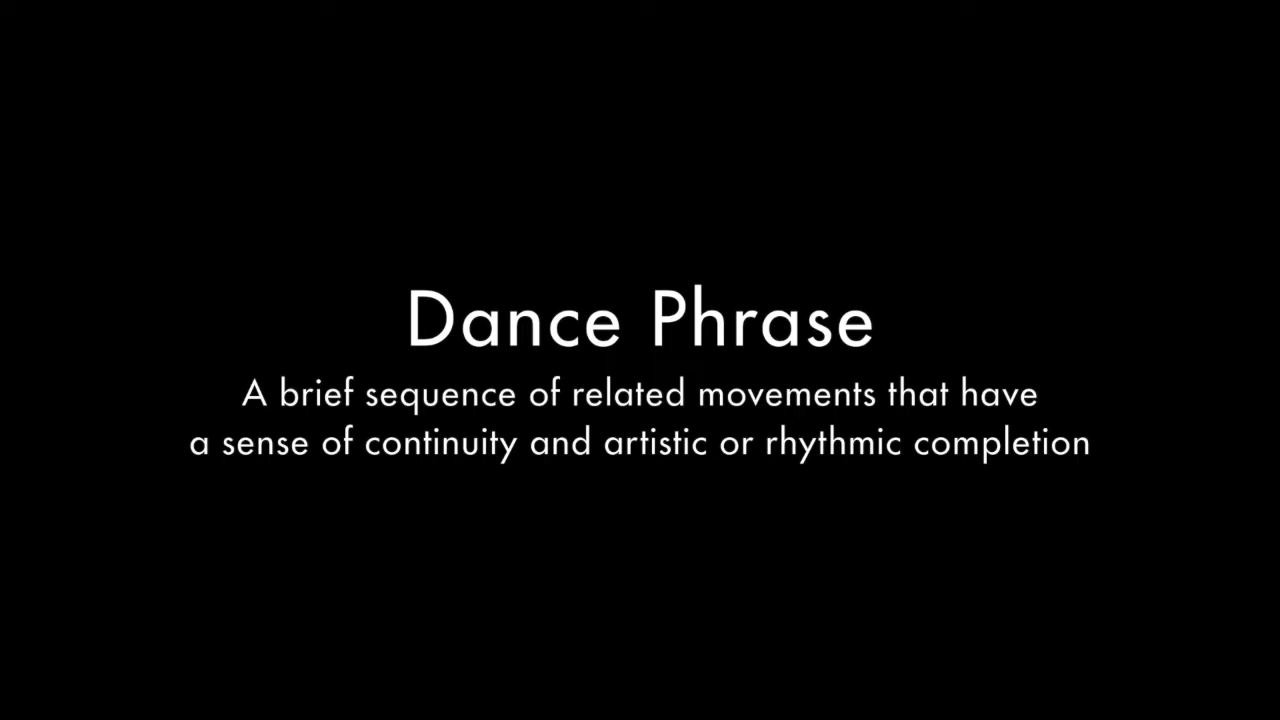 Dance Phrase
A brief sequence of related movements that have
a sense of continuity and artistic or rhythmic completion